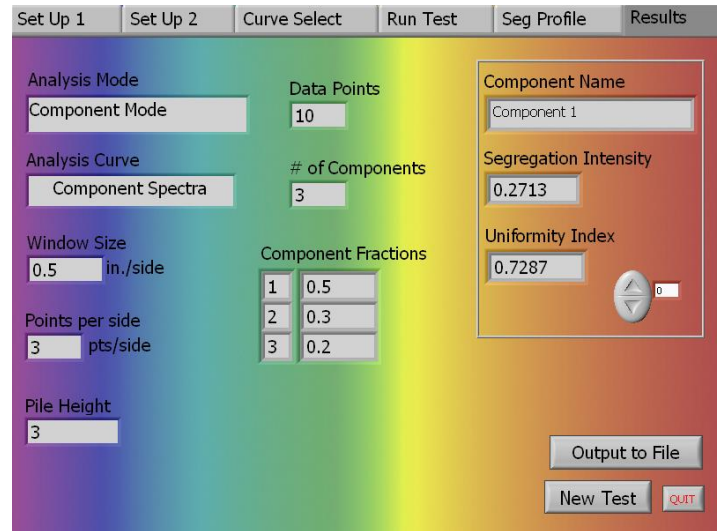 Set Up 1 Set Up 2 Curve Select Run Test Seg Profile Results
Analysis Mode
Component Mode
Analysis Curve
Component Spectra
Window Size
0.5 in./side
Points per side
3 pts/side
Pile Height
3
Data Points
10
# of Components
3
Component Fractions
1 0.5
2 0.3
3 0.2
Component Name
Component 1
Segregation Intensity
0.2713
Uniformity Index
0.7287
0
Output to File
New Test QUIT